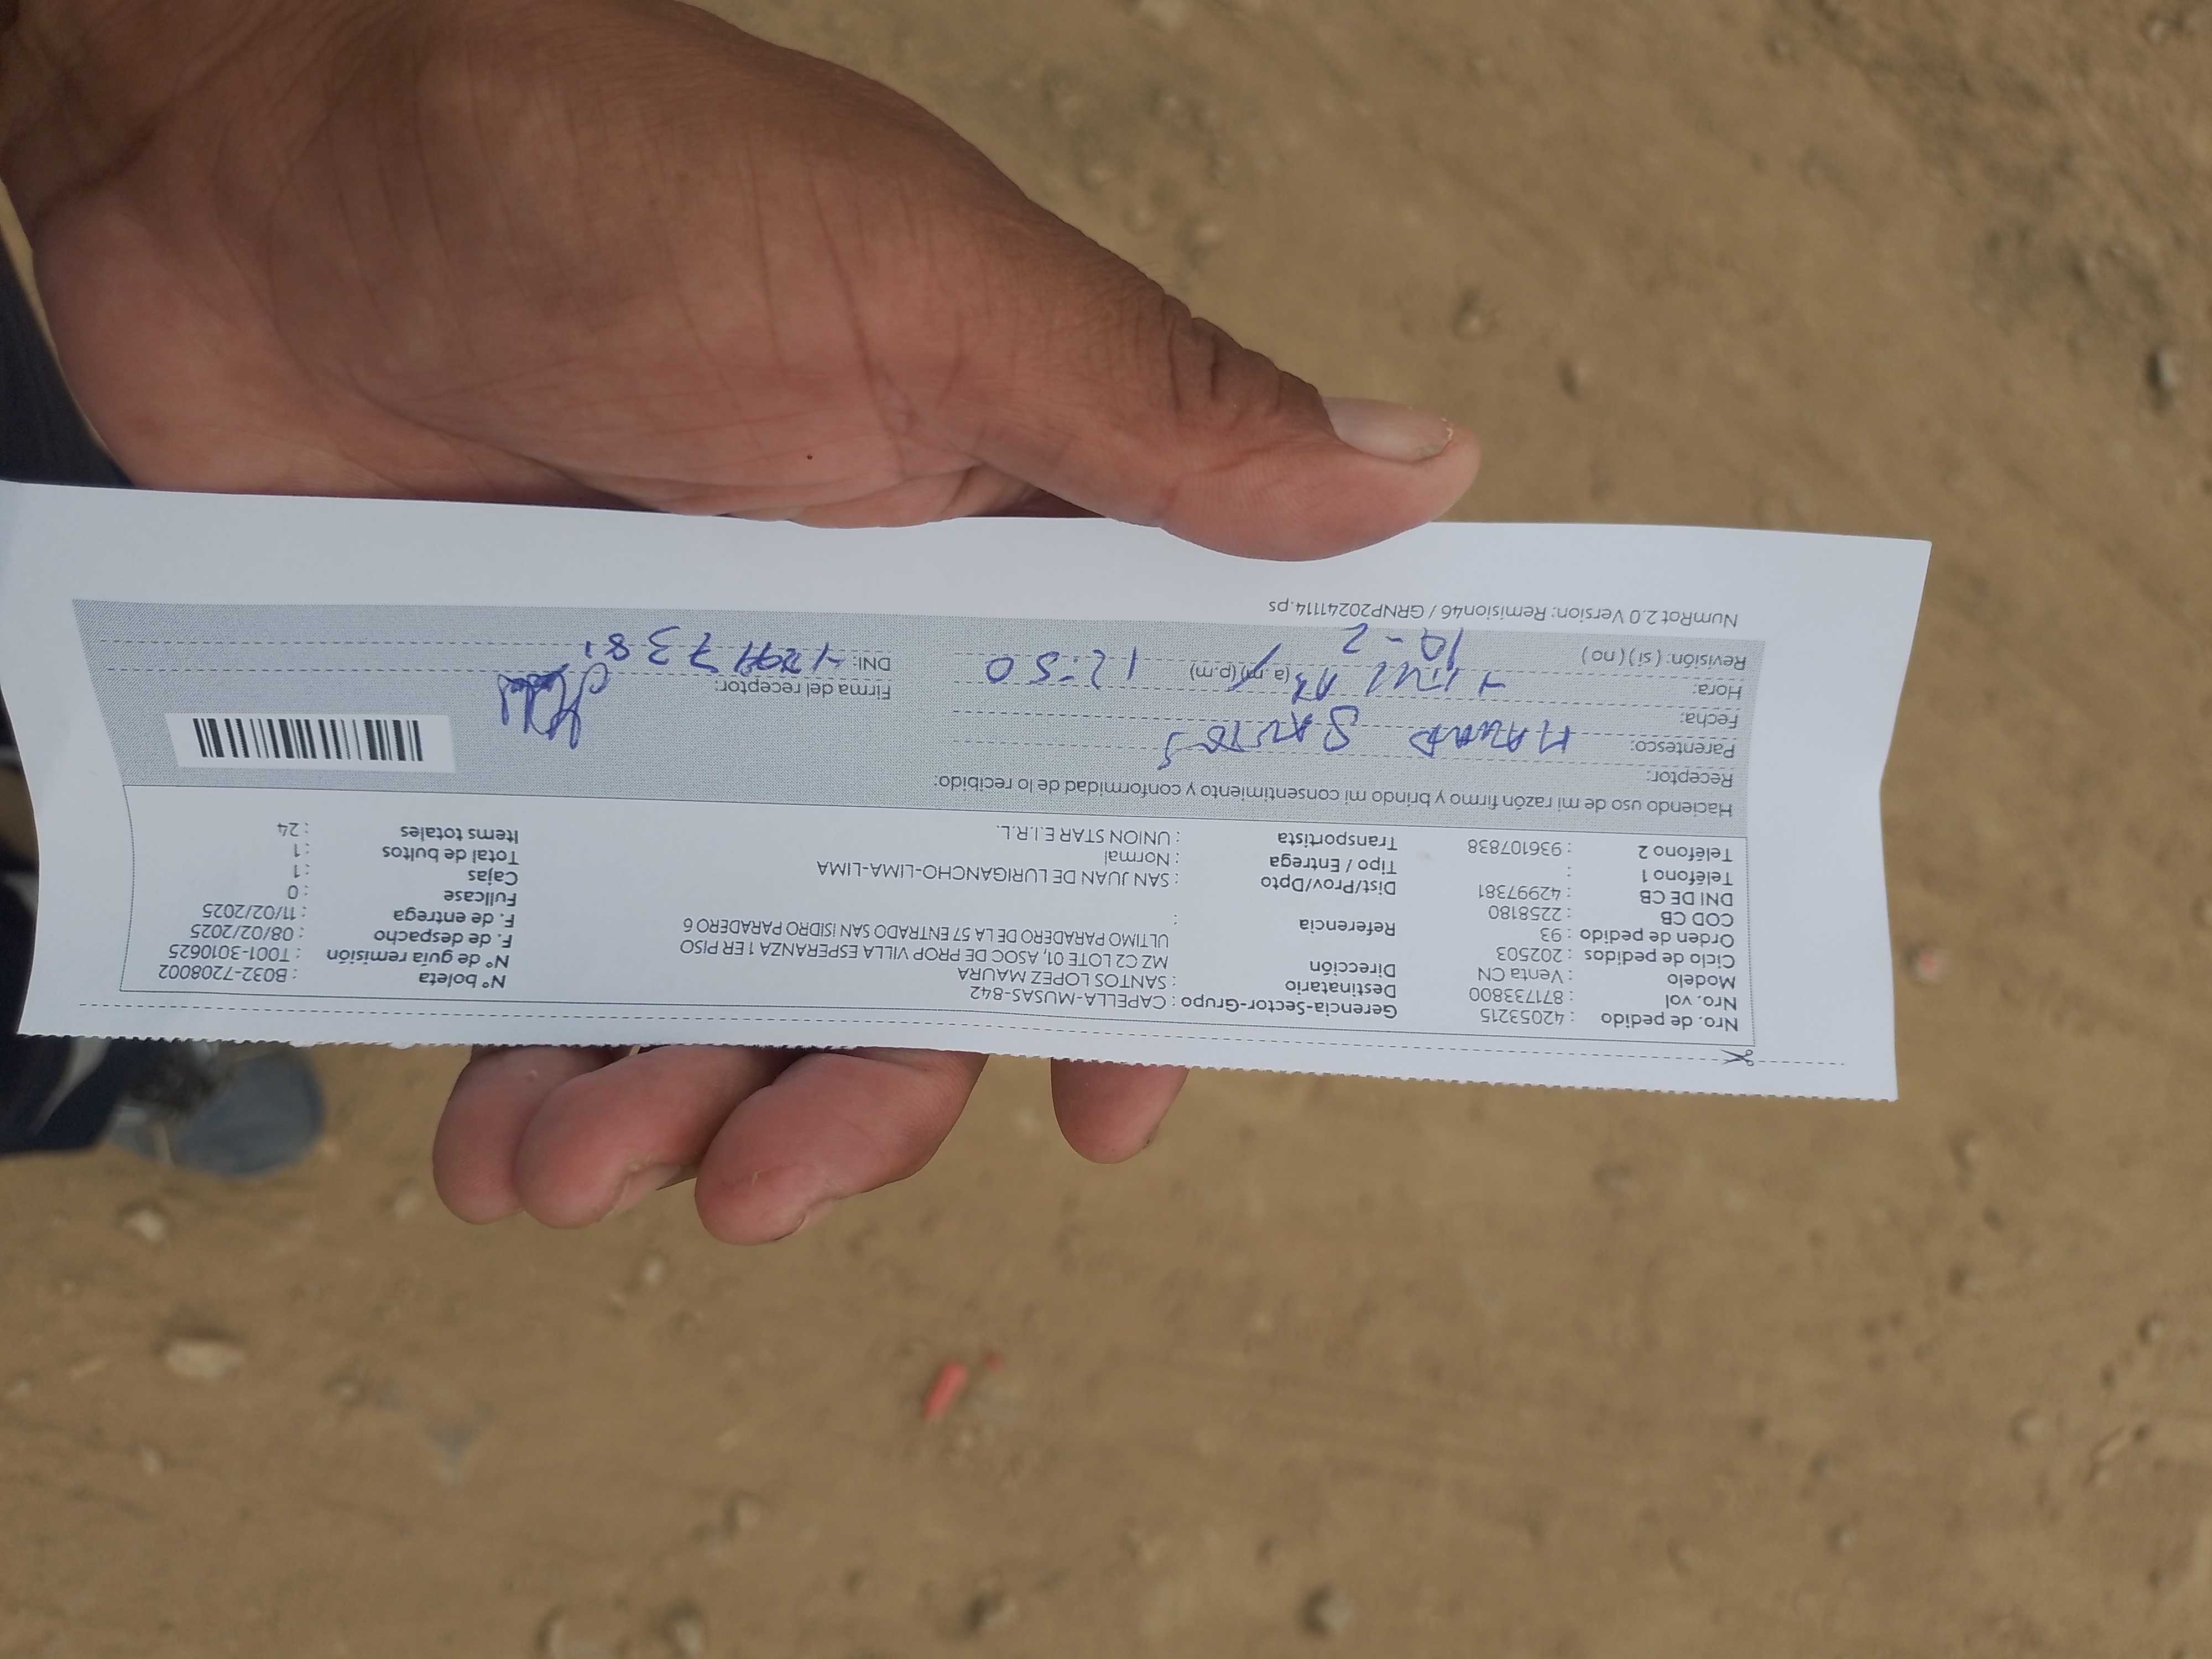 Nro. de pedido : 42053215
Nro. vol : 871733800
Modelo : Venta CN
Ciclo de pedidos : 202503
Orden de pedido : 93
COD CB : 2258180
DNI DE CB : 42997381
Teléfono 1 :
Teléfono 2 : 936107838
Gerencia-Sector-Grupo : CAPELLA-MUSAS-842
Destinatario : SANTOS LOPEZ MAURA
Dirección MZ C2 LOTE 01, ASOC DE PROP VILLA ESPERANZA 1 ER PISO
ULTIMO PARADERO DE LA 57 ENTRADO SAN ISIDRO PARADERO 6
Referencia :
Dist/Prov/Dpto : SAN JUAN DE LURIGANCHO-LIMA-LIMA
Tipo / Entrega : Normal
Transportista : UNION STAR E.I.R.L.
N° boleta : B032-7208002
N° de guía remisión : T001-3010625
F. de despacho : 08/02/2025
F. de entrega : 11/02/2025
Fullcase : 0
Cajas : 1
Total de bultos : 1
Items totales : 24
Haciendo uso de mi razón firmo y brindo mi consentimiento y conformidad de lo recibido:
Receptor:
Parentesco: SANTOS
Fecha:
Hora: (a.m) (p.m) 12:50
Revisión: ( si ) ( no )
Firma del receptor:
DNI:
NumRot 2.0 Version: Remision46 / GRNP20241114.ps